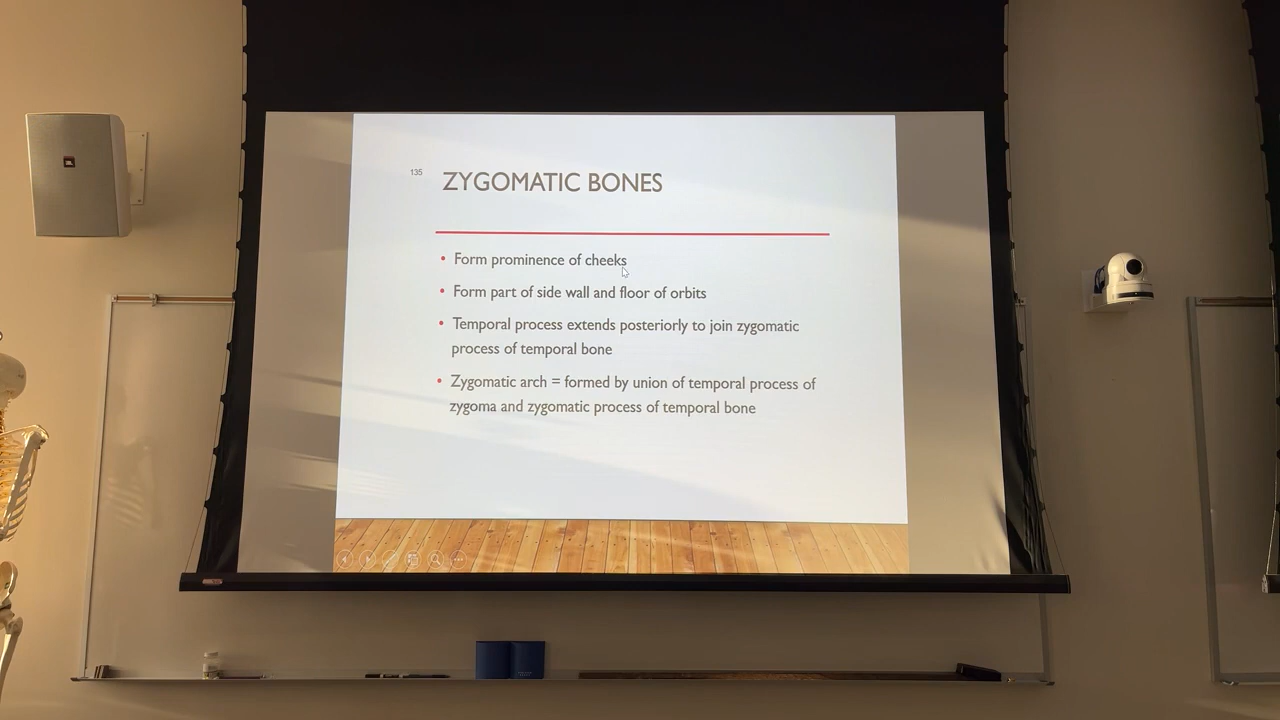 135
ZYGOMATIC BONES
• Form prominence of cheeks
• Form part of side wall and floor of orbits
• Temporal process extends posteriorly to join zygomatic
process of temporal bone
• Zygomatic arch = formed by union of temporal process of
zygoma and zygomatic process of temporal bone
JBL